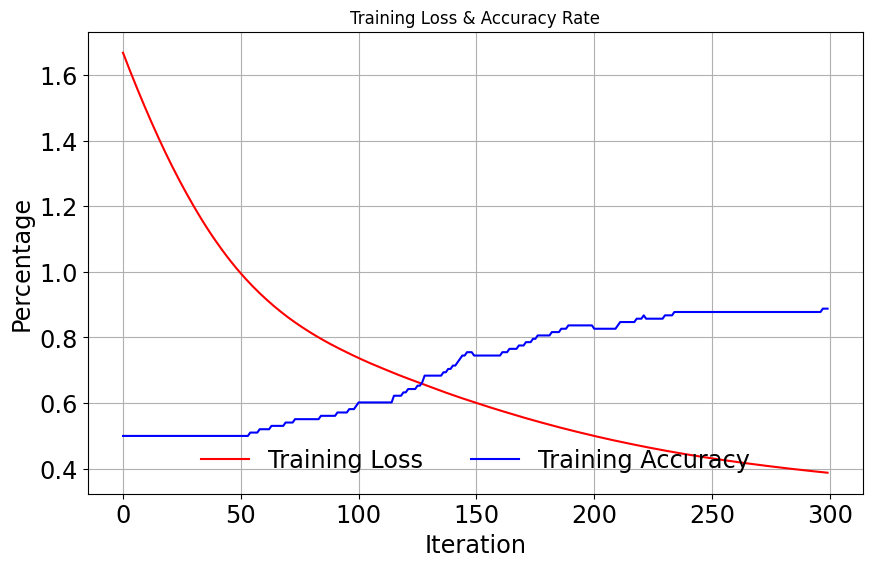 Training Loss & Accuracy Rate
Percentage
1.6
1.4
1.2
1.0
0.8
0.6
0.4
Training Loss Training Accuracy
0 50 100 150 200 250 300
Iteration